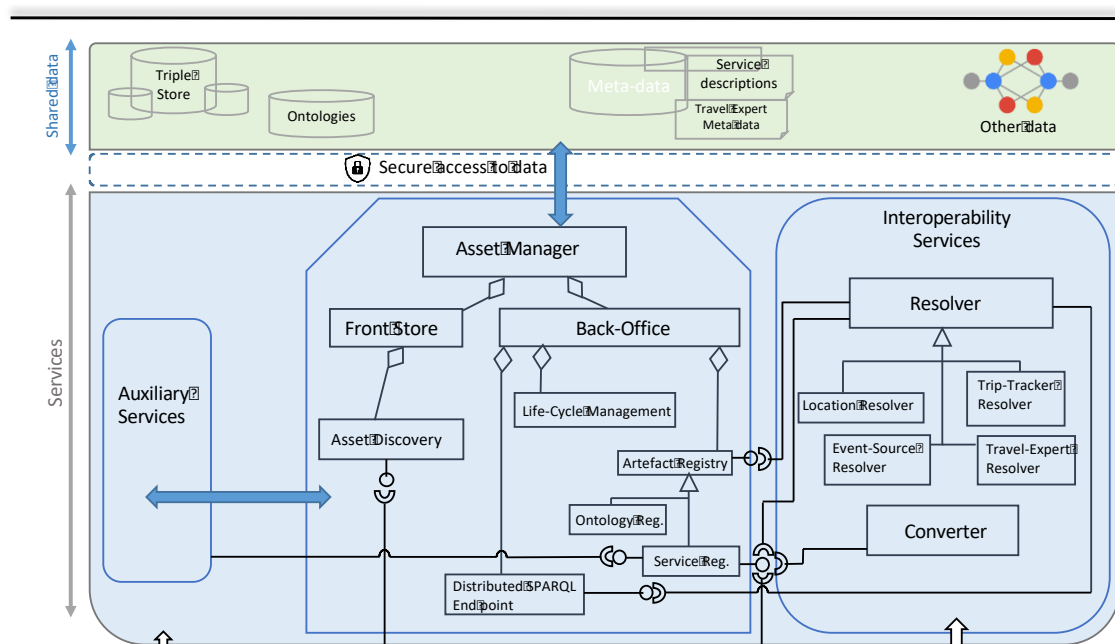 Shared data
Triple
Store
Ontologies
Meta-data
Service
descriptions
Travel Expert
Meta data
Other data
Secure access to data
Services
Auxiliary
Services
Asset Manager
Front Store
Back-Office
Life-Cycle Management
Asset Discovery
Artefact Registry
Ontology Reg.
Service Reg.
Distributed SPARQL
End point
Interoperability
Services
Resolver
Location Resolver
Trip-Tracker
Resolver
Event-Source
Resolver
Travel-Expert
Resolver
Converter